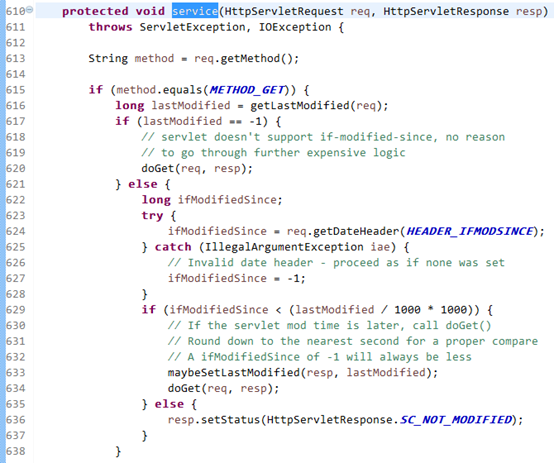 610 protected void service(HttpServletRequest req, HttpServletResponse resp)
611 throws ServletException, IOException {
612
613 String method = req.getMethod();
614
615 if (method.equals(METHOD_GET)) {
616 long lastModified = getLastModified(req);
617 if (lastModified == -1) {
618 // servlet doesn't support if-modified-since, no reason
619 // to go through further expensive logic
620 doGet(req, resp);
621 } else {
622 long ifModifiedSince;
623 try {
624 ifModifiedSince = req.getDateHeader(HEADER_IFMODSINCE);
625 } catch (IllegalArgumentException iae) {
626 // Invalid date header - proceed as if none was set
627 ifModifiedSince = -1;
628 }
629 if (ifModifiedSince < (lastModified / 1000 * 1000)) {
630 // If the servlet mod time is later, call doGet()
631 // Round down to the nearest second for a proper compare
632 // A ifModifiedSince of -1 will always be less
633 maybeSetLastModified(resp, lastModified);
634 doGet(req, resp);
635 } else {
636 resp.setStatus(HttpServletResponse.SC_NOT_MODIFIED);
637 }
638 }